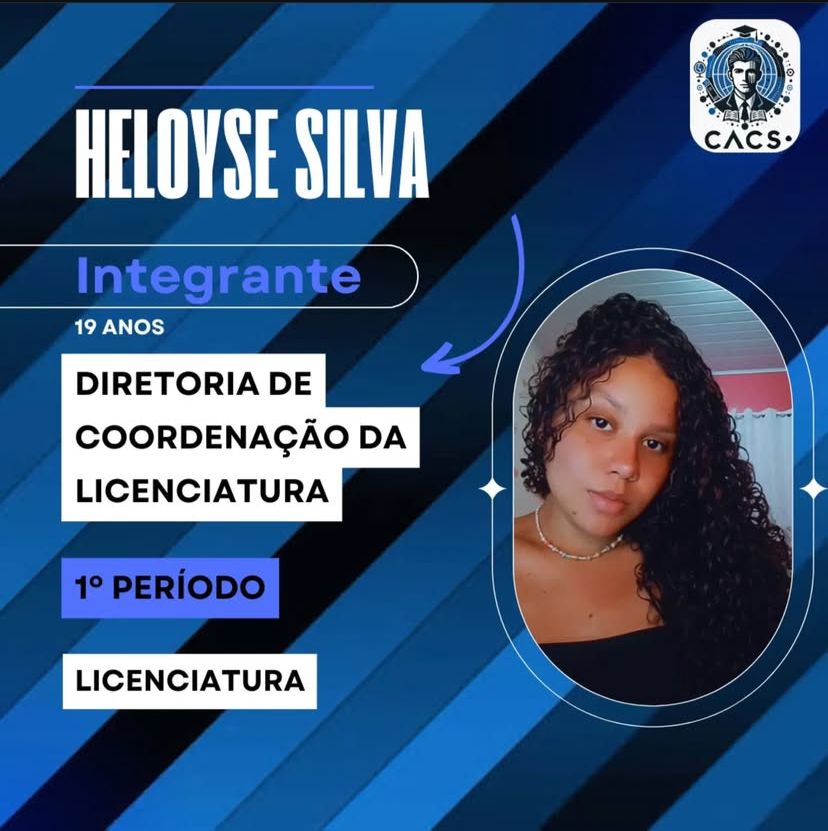 CACS
HELOYSE SILVA
Integrante
19 ANOS
DIRETORIA DE
COORDENAÇÃO DA
LICENCIATURA
1º PERÍODO
LICENCIATURA